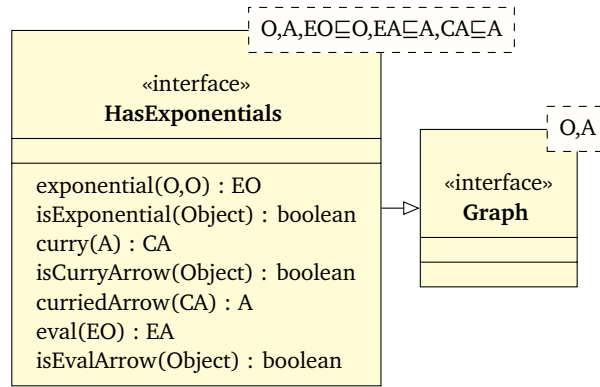 O,A,EO⊑O,EA⊑A,CA⊑A
«interface»
HasExponentials
exponential(O,O) : EO
isExponential(Object) : boolean
curry(A) : CA
isCurryArrow(Object) : boolean
curriedArrow(CA) : A
eval(EO) : EA
isEvalArrow(Object) : boolean
O,A
«interface»
Graph